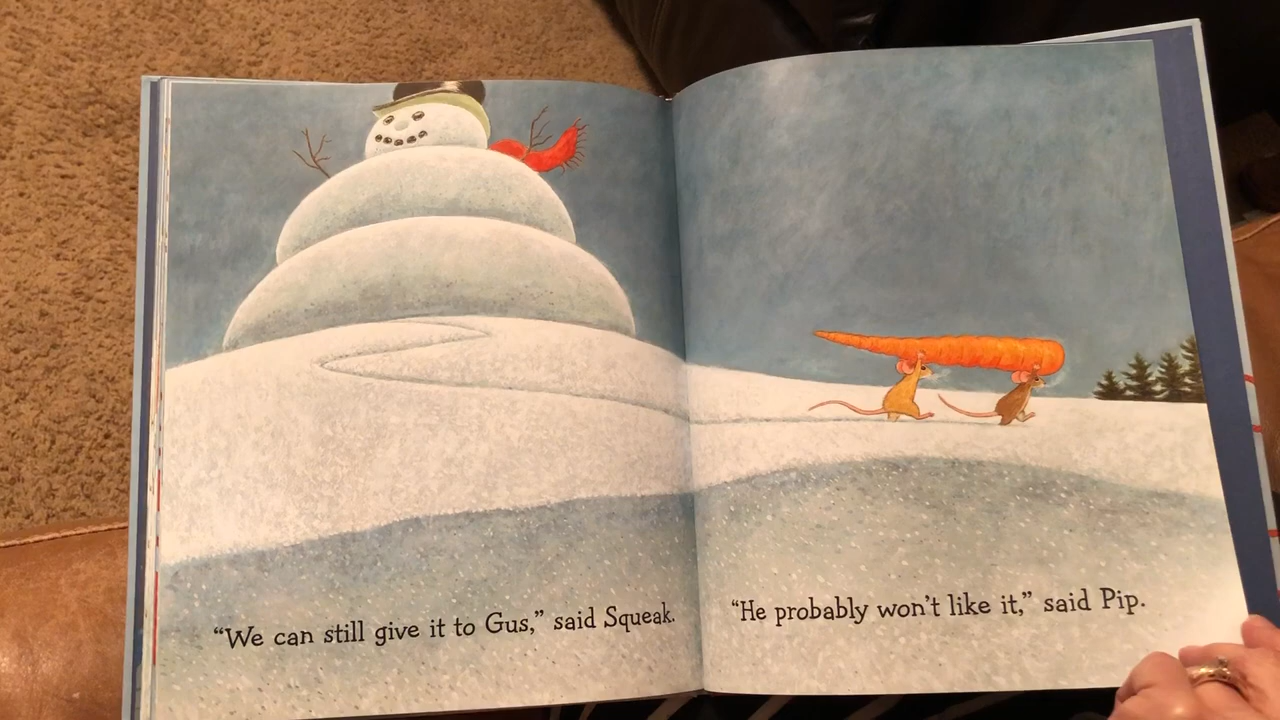 “We can still give it to Gus,” said Squeak.
“He probably won’t like it,” said Pip.